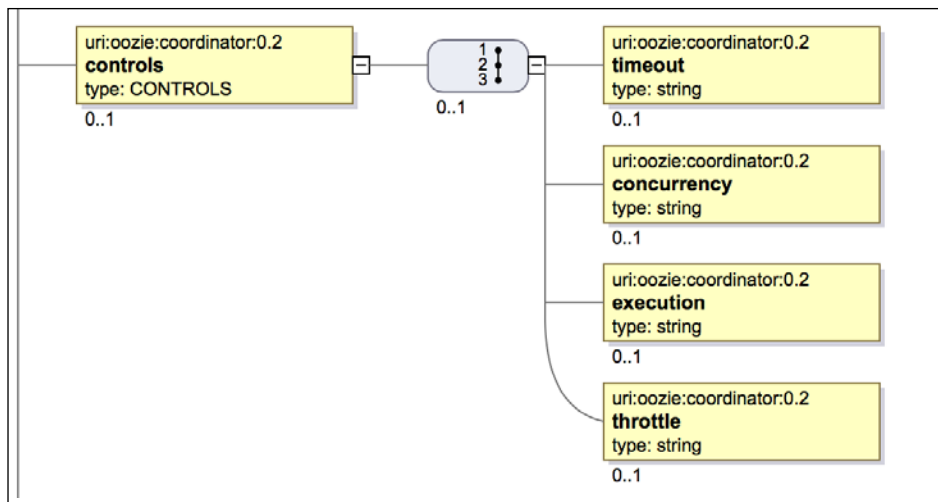 uri:oozie:coordinator:0.2
controls
type: CONTROLS
0..1
1
2
3
0..1
uri:oozie:coordinator:0.2
timeout
type: string
0..1
uri:oozie:coordinator:0.2
concurrency
type: string
0..1
uri:oozie:coordinator:0.2
execution
type: string
0..1
uri:oozie:coordinator:0.2
throttle
type: string
0..1